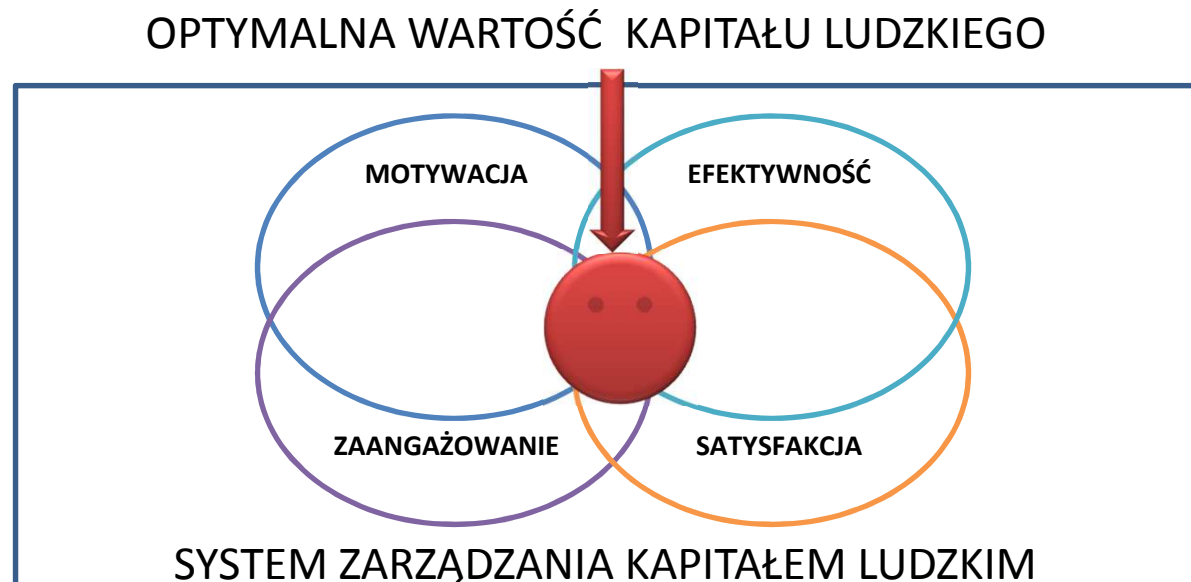 OPTYMALNA WARTOŚĆ KAPITAŁU LUDZKIEGO
MOTYWACJA
EFEKTYWNOŚĆ
ZAANGAŻOWANIE
SATYSFAKCJA
SYSTEM ZARZĄDZANIA KAPITAŁEM LUDZKIM